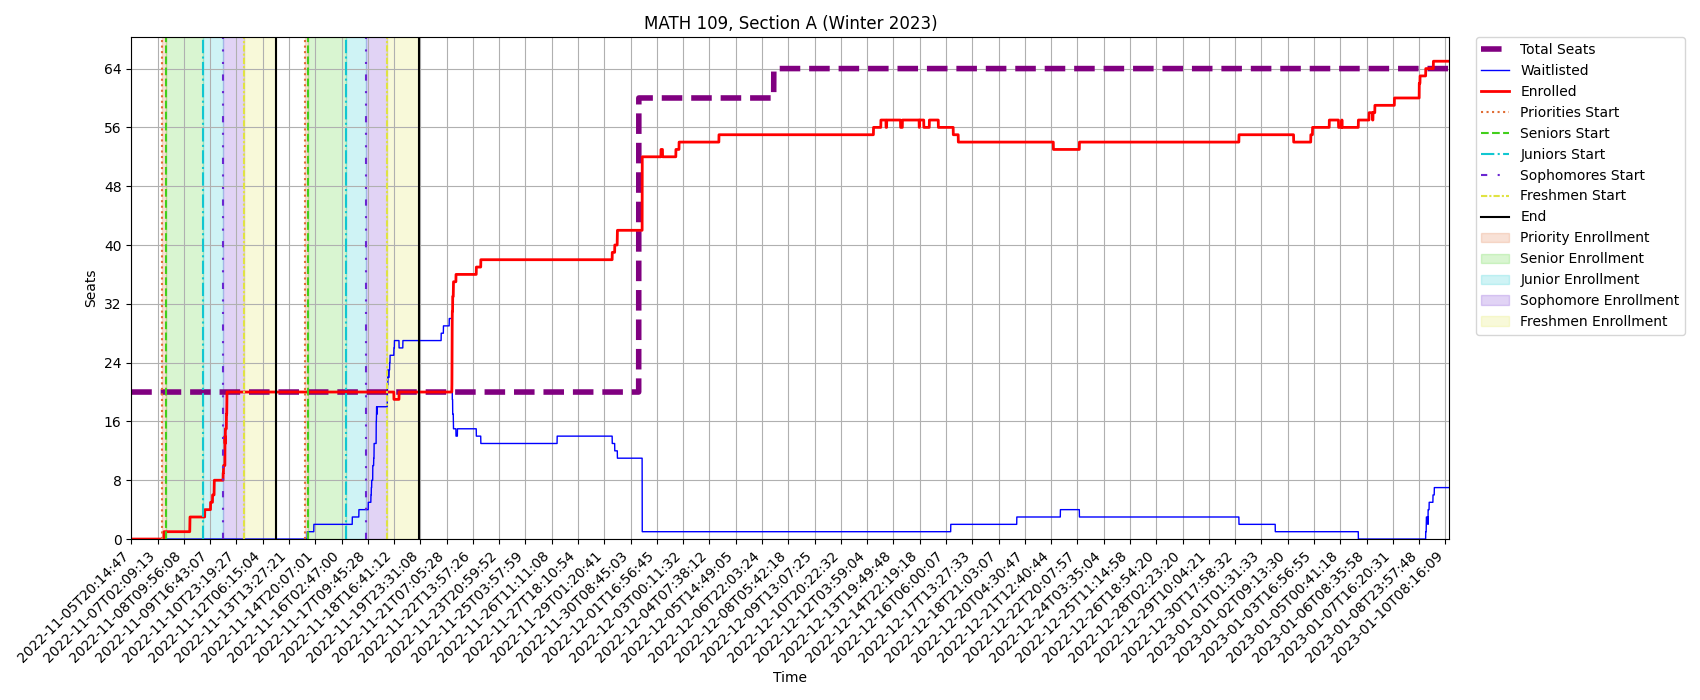 MATH 109, Section A (Winter 2023)
Seats
64
56
48
40
32
24
16
8
0
2022-11-05T20:14:47
2022-11-07T02:09:13
2022-11-08T09:56:08
2022-11-09T16:43:07
2022-11-10T23:19:27
2022-11-12T06:15:04
2022-11-13T13:27:21
2022-11-14T20:07:01
2022-11-16T02:47:00
2022-11-17T09:45:28
2022-11-18T16:41:12
2022-11-19T23:31:08
2022-11-21T07:05:28
2022-11-22T13:57:26
2022-11-23T20:59:52
2022-11-25T03:57:59
2022-11-26T11:11:08
2022-11-27T18:10:54
2022-11-29T01:20:41
2022-11-30T08:45:03
2022-12-01T16:56:45
2022-12-03T00:11:32
2022-12-04T07:38:12
2022-12-05T14:49:05
2022-12-06T22:03:24
2022-12-08T05:42:18
2022-12-09T13:07:25
2022-12-10T20:22:32
2022-12-12T03:59:04
2022-12-13T19:49:48
2022-12-14T22:19:18
2022-12-16T06:00:07
2022-12-17T13:27:33
2022-12-18T21:03:07
2022-12-20T04:30:47
2022-12-21T12:40:44
2022-12-22T20:07:57
2022-12-24T03:35:04
2022-12-25T11:14:58
2022-12-26T18:54:20
2022-12-28T02:23:20
2022-12-29T10:04:21
2022-12-30T17:58:32
2023-01-01T01:31:33
2023-01-02T09:13:30
2023-01-03T16:56:55
2023-01-05T00:41:18
2023-01-06T08:35:58
2023-01-07T16:20:31
2023-01-08T23:57:48
2023-01-10T08:16:09
Time
Total Seats
Waitlisted
Enrolled
Priorities Start
Seniors Start
Juniors Start
Sophomores Start
Freshmen Start
End
Priority Enrollment
Senior Enrollment
Junior Enrollment
Sophomore Enrollment
Freshmen Enrollment